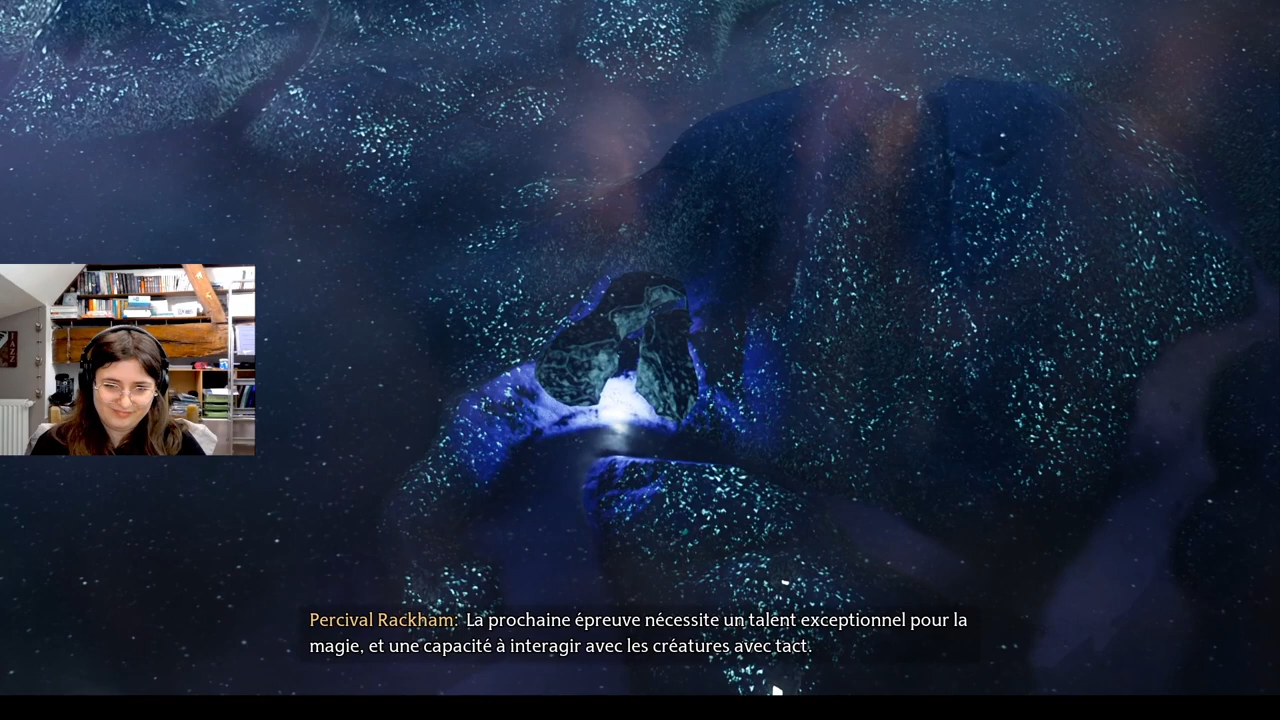 JAZZ
Percival Rackham: La prochaine épreuve nécessite un talent exceptionnel pour la
magie, et une capacité à interagir avec les créatures avec tact.